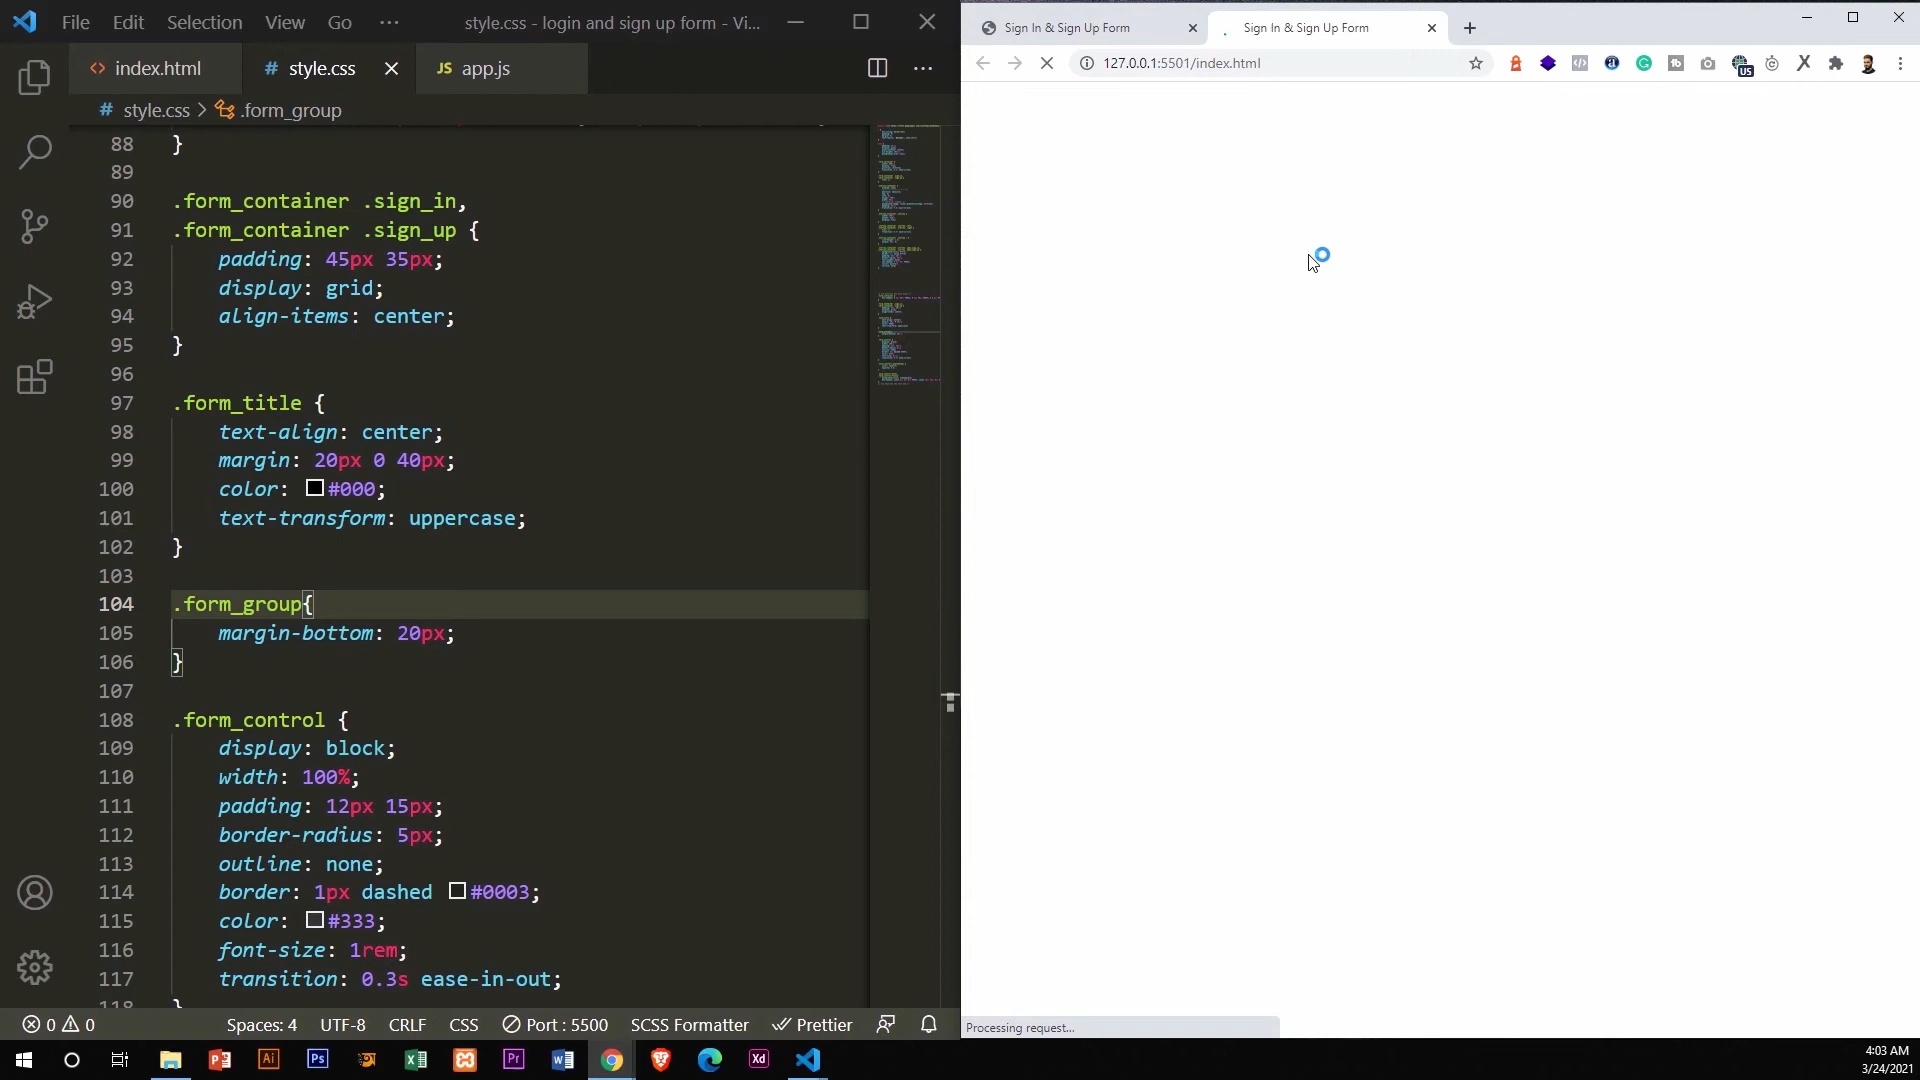 File Edit Selection View Go ··· style.css - login and sign up form - Vi...
index.html style.css app.js
style.css > .form_group
88 }
89
90 .form_container .sign_in,
91 .form_container .sign_up {
92 padding: 45px 35px;
93 display: grid;
94 align-items: center;
95 }
96
97 .form_title {
98 text-align: center;
99 margin: 20px 0 40px;
100 color: #000;
101 text-transform: uppercase;
102 }
103
104 .form_group{
105 margin-bottom: 20px;
106 }
107
108 .form_control {
109 display: block;
110 width: 100%;
111 padding: 12px 15px;
112 border-radius: 5px;
113 outline: none;
114 border: 1px dashed #0003;
115 color: #333;
116 font-size: 1rem;
117 transition: 0.3s ease-in-out;
118 }
0 0 Spaces: 4 UTF-8 CRLF CSS Port : 5500 SCSS Formatter Prettier
Sign In & Sign Up Form Sign In & Sign Up Form
127.0.0.1:5501/index.html
US
Processing request...
Ai Ps Pr Xd
4:03 AM
3/24/2021